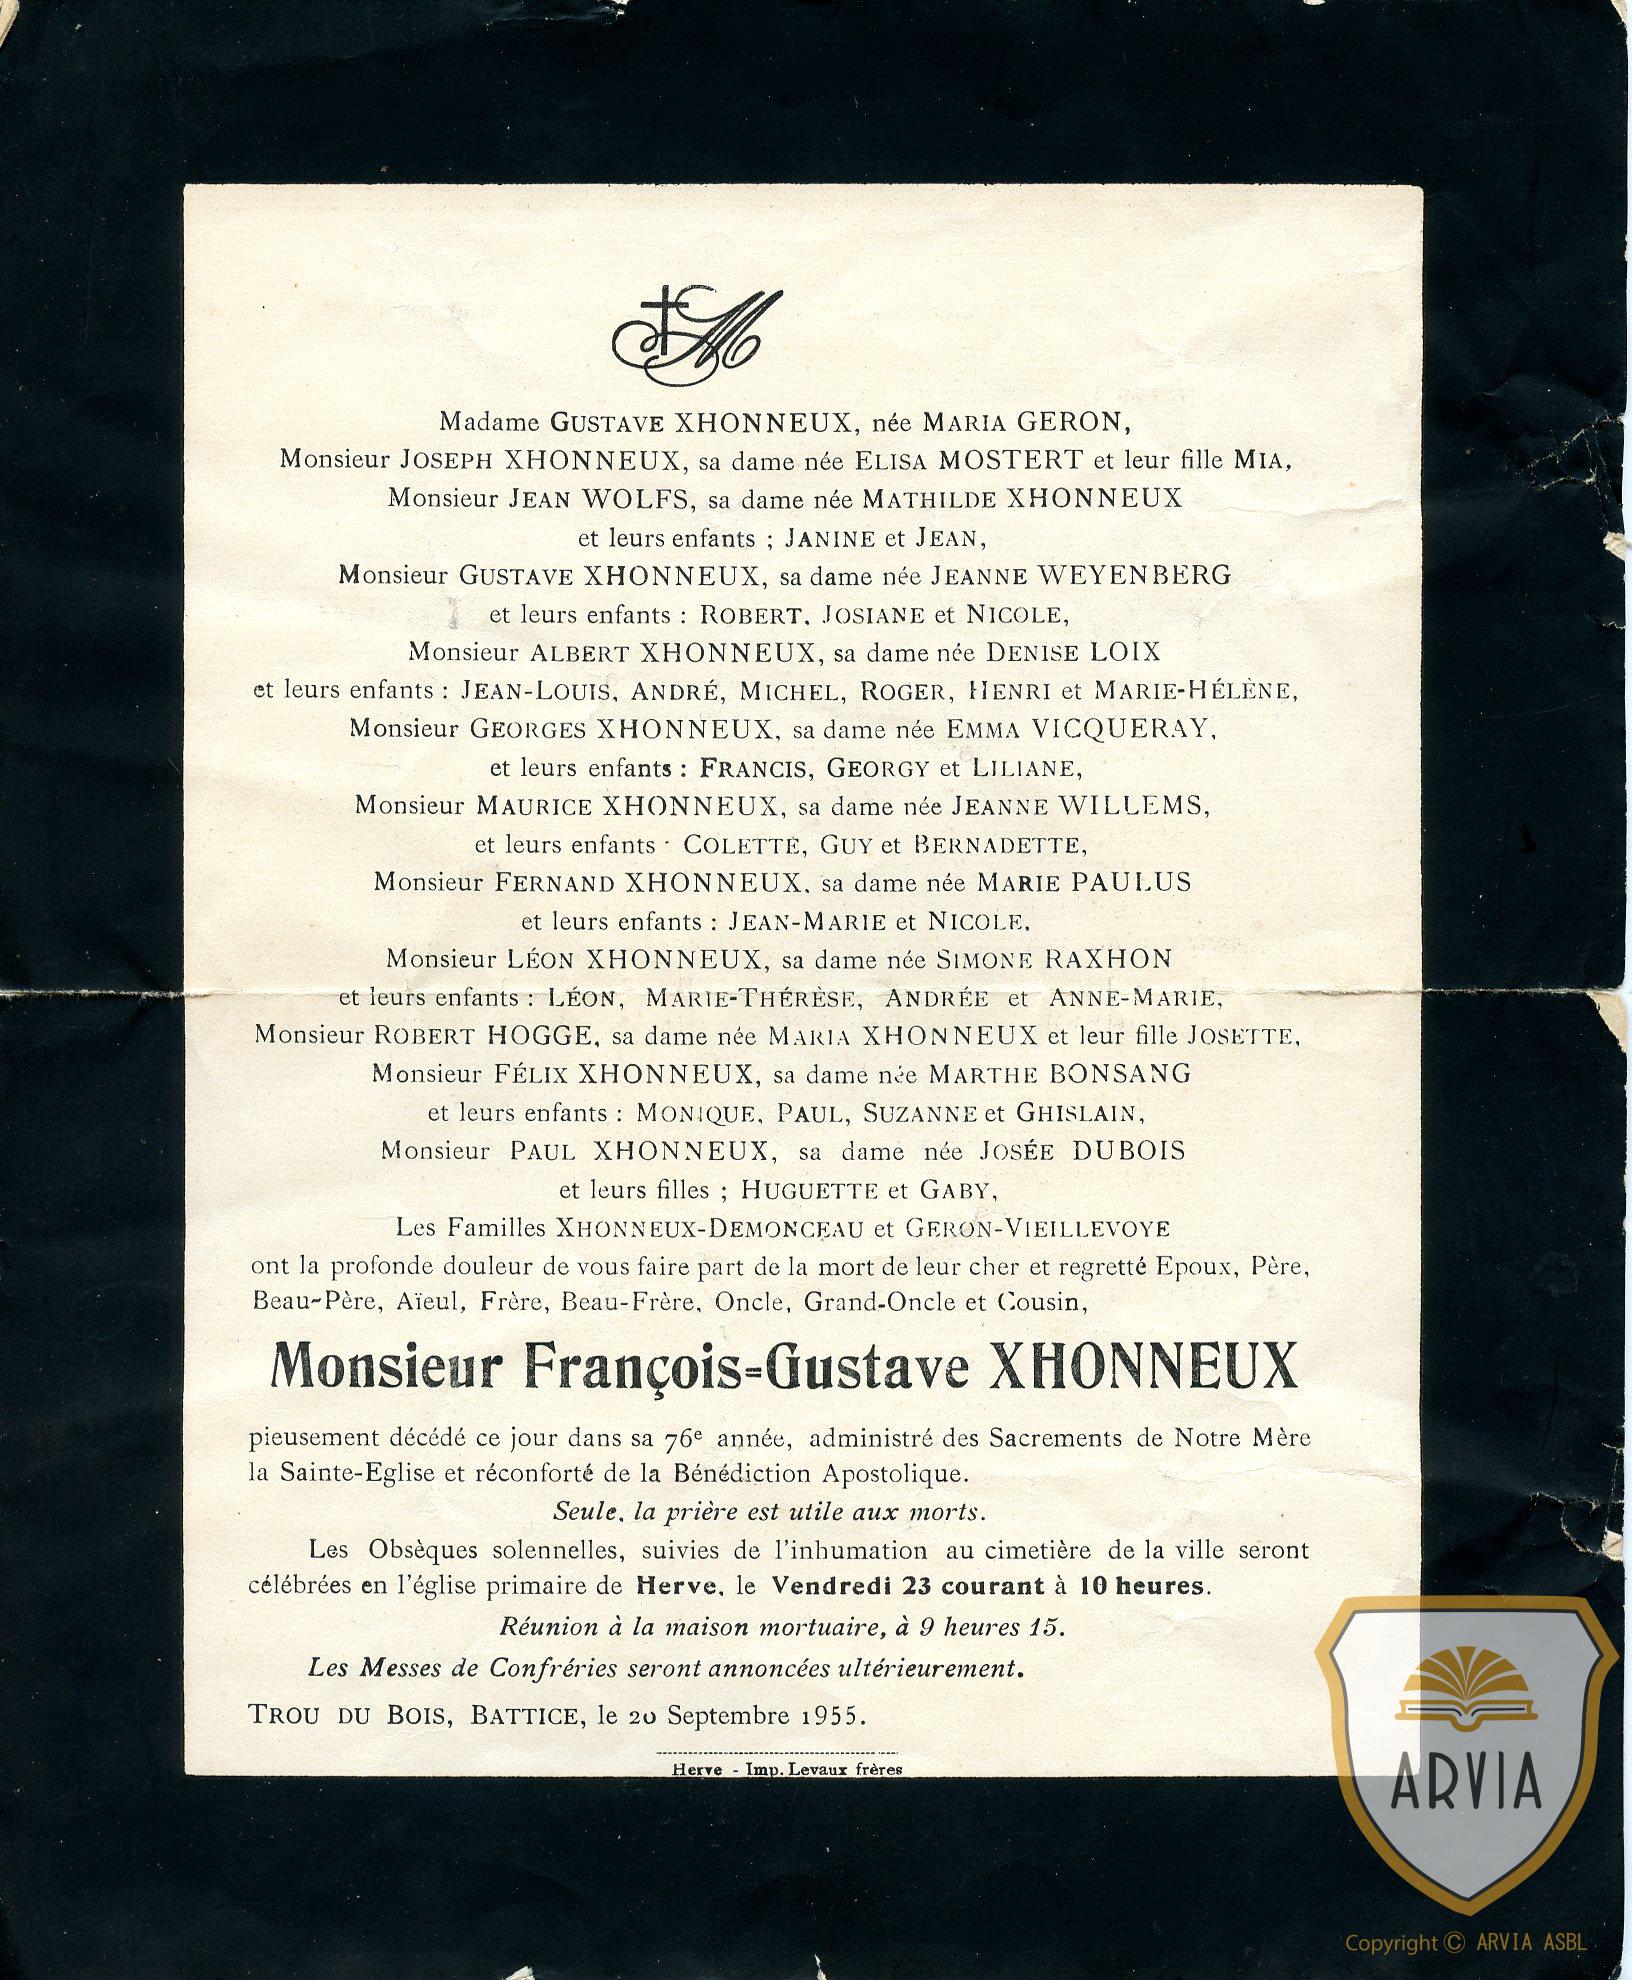 M
Madame GUSTAVE XHONNEUX, née MARIA GERON,
Monsieur JOSEPH XHONNEUX, sa dame née ELISA MOSTERT et leur fille MIA,
Monsieur JEAN WOLFS, sa dame née MATHILDE XHONNEUX
et leurs enfants ; JANINE et JEAN,
Monsieur GUSTAVE XHONNEUX, sa dame née JEANNE WEYENBERG
et leurs enfants : ROBERT, JOSIANE et NICOLE,
Monsieur ALBERT XHONNEUX, sa dame née DENISE LOIX
et leurs enfants : JEAN-LOUIS, ANDRÉ, MICHEL, ROGER, HENRI et MARIE-HÉLÈNE,
Monsieur GEORGES XHONNEUX, sa dame née EMMA VICQUERAY,
et leurs enfants : FRANCIS, GEORGY et LILIANE,
Monsieur MAURICE XHONNEUX, sa dame née JEANNE WILLEMS,
et leurs enfants : COLETTE, GUY et BERNADETTE,
Monsieur FERNAND XHONNEUX, sa dame née MARIE PAULUS
et leurs enfants : JEAN-MARIE et NICOLE,
Monsieur LÉON XHONNEUX, sa dame née SIMONE RAXHON
et leurs enfants : LÉON, MARIE-THÉRÈSE, ANDRÉE et ANNE-MARIE,
Monsieur ROBERT HOGGE, sa dame née MARIA XHONNEUX et leur fille JOSETTE,
Monsieur FÉLIX XHONNEUX, sa dame née MARTHE BONSANG
et leurs enfants : MONIQUE, PAUL, SUZANNE et GHISLAIN,
Monsieur PAUL XHONNEUX, sa dame née JOSÉE DUBOIS
et leurs filles ; HUGUETTE et GABY,
Les Familles XHONNEUX-DEMONCEAU et GERON-VIEILLEVOYE
ont la profonde douleur de vous faire part de la mort de leur cher et regretté Epoux, Père,
Beau-Père, Aïeul, Frère, Beau-Frère, Oncle, Grand-Oncle et Cousin,
Monsieur François=Gustave XHONNEUX
pieusement décédé ce jour dans sa 76e année, administré des Sacrements de Notre Mère
la Sainte-Eglise et réconforté de la Bénédiction Apostolique.
Seule, la prière est utile aux morts.
Les Obsèques solennelles, suivies de l'inhumation au cimetière de la ville seront
célébrées en l'église primaire de Herve, le Vendredi 23 courant à 10 heures.
Réunion à la maison mortuaire, à 9 heures 15.
Les Messes de Confréries seront annoncées ultérieurement.
TROU DU BOIS, BATTICE, le 20 Septembre 1955.
Herve - Imp. Levaux frères
ARVIA
Copyright © ARVIA ASBL